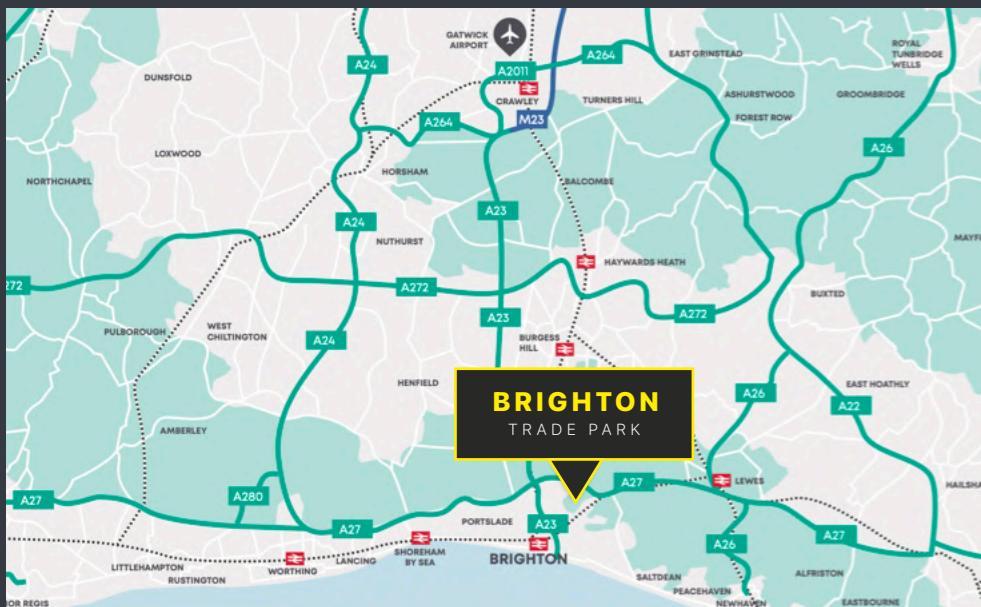 GATWICK
AIRPORT
A24
A2011
A264
EAST GRINSTEAD
ROYAL
TUNBRIDGE
WELLS
DUNSFOLD
CRAWLEY
TURNERS HILL
ASHURSTWOOD
GROOMBRIDGE
A264
M23
FOREST ROW
LOXWOOD
A26
HORSHAM
NORTHCHAPEL
BALCOMBE
A24
A23
NUTHURST
MAYFI
HAYWARDS HEATH
272
A272
BUXTED
A23
A272
PULBOROUGH
WEST
CHILTINGTON
A24
BURGESS
HILL
HENFIELD
EAST HOATHLY
A26
BRIGHTON
TRADE PARK
A22
AMBERLEY
A27
A280
A27
LEWES
HAILSHA
A27
PORTSLADE
A23
A27
SHOREHAM
BY SEA
BRIGHTON
A26
LITTLEHAMPTON
WORTHING
LANCING
RUSTINGTON
SALTDEAN
ALFRISTON
PEACEHAVEN
NOR REGIS
NEWHAVEN
EASTBOURNE